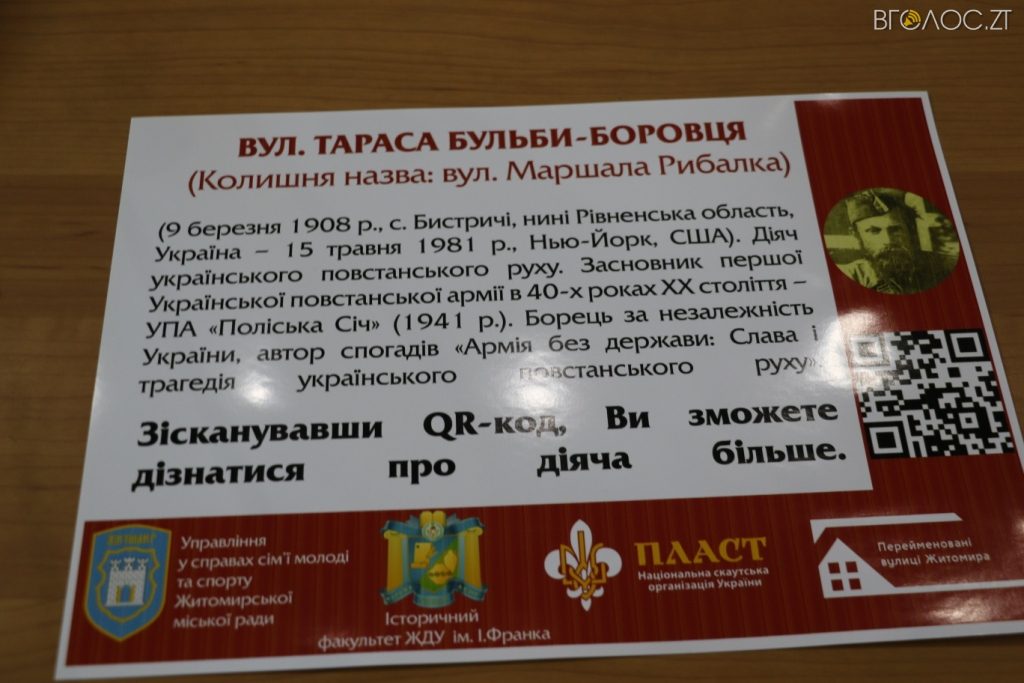 ВГОЛОС.ZT
ВУЛ. ТАРАСА БУЛЬБИ-БОРОВЦЯ
(Колишня назва: вул. Маршала Рибалка)
(9 березня 1908 р., с. Бистричі, нині Рівненська область,
Україна – 15 травня 1981 р., Нью-Йорк, США). Діяч
українського повстанського руху. Засновник першої
Української повстанської армії в 40-х роках XX століття –
УПА «Поліська Січ» (1941 р.). Борець за незалежність
України, автор спогадів «Армія без держави: Слава і
трагедія українського повстанського руху».
Зісканувавши QR-код, Ви зможете
дізнатися про діяча більше.
ЖИТОМИР
Управління
у справах сім'ї молоді
та спорту
Житомирської
міської ради
Історичний
факультет ЖДУ ім. І.Франка
ПЛАСТ
Національна скаутська
організація України
Перейменовані
вулиці Житомира